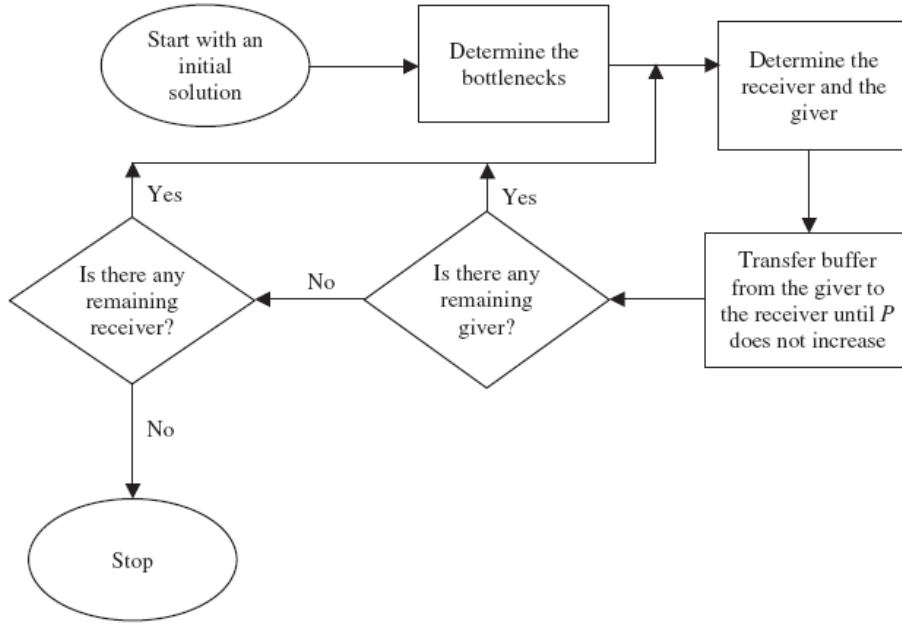 Start with an
initial
solution
Determine the
bottlenecks
Determine the
receiver and the
giver
Transfer buffer
from the giver to
the receiver until P
does not increase
Is there any
remaining
giver?
Yes
No
Is there any
remaining
receiver?
Yes
No
Stop